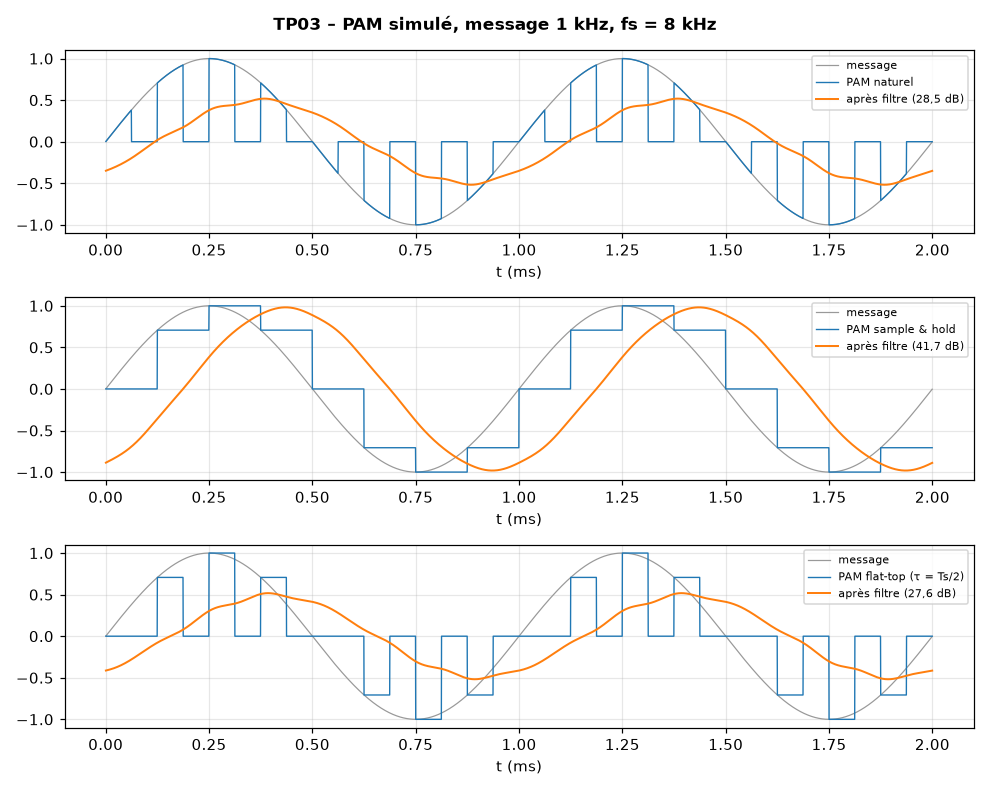 TP03 – PAM simulé, message 1 kHz, fs = 8 kHz
message
PAM naturel
après filtre (28,5 dB)
1.0
0.5
0.0
−0.5
−1.0
0.00 0.25 0.50 0.75 1.00 1.25 1.50 1.75 2.00
t (ms)
message
PAM sample & hold
après filtre (41,7 dB)
1.0
0.5
0.0
−0.5
−1.0
0.00 0.25 0.50 0.75 1.00 1.25 1.50 1.75 2.00
t (ms)
message
PAM flat-top (τ = Ts/2)
après filtre (27,6 dB)
1.0
0.5
0.0
−0.5
−1.0
0.00 0.25 0.50 0.75 1.00 1.25 1.50 1.75 2.00
t (ms)